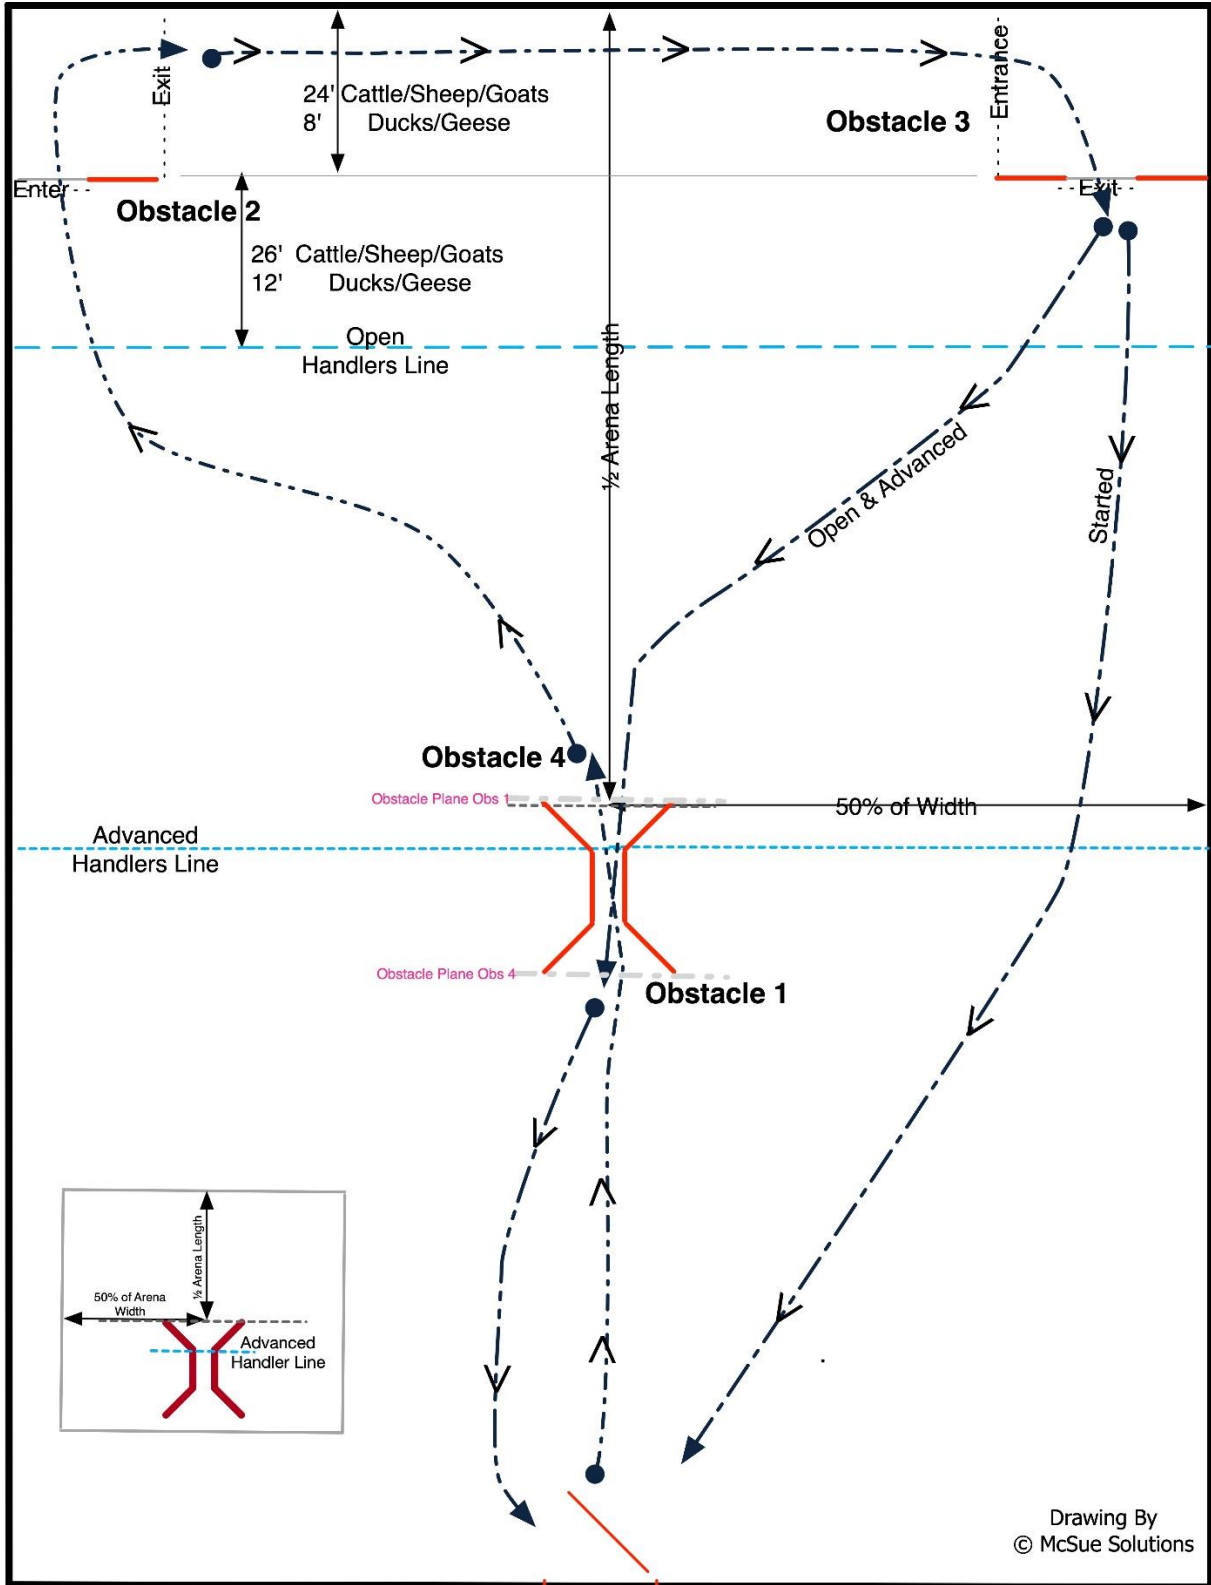 Exit
Entrance
24' Cattle/Sheep/Goats
8' Ducks/Geese
Obstacle 3
Enter
Exit
Obstacle 2
26' Cattle/Sheep/Goats
12' Ducks/Geese
Open
Handlers Line
½ Arena Length
Open & Advanced
Started
Obstacle 4
Obstacle Plane Obs 1
50% of Width
Advanced
Handlers Line
Obstacle Plane Obs 4
Obstacle 1
½ Arena Length
50% of Arena
Width
Advanced
Handler Line
Drawing By
© McSue Solutions